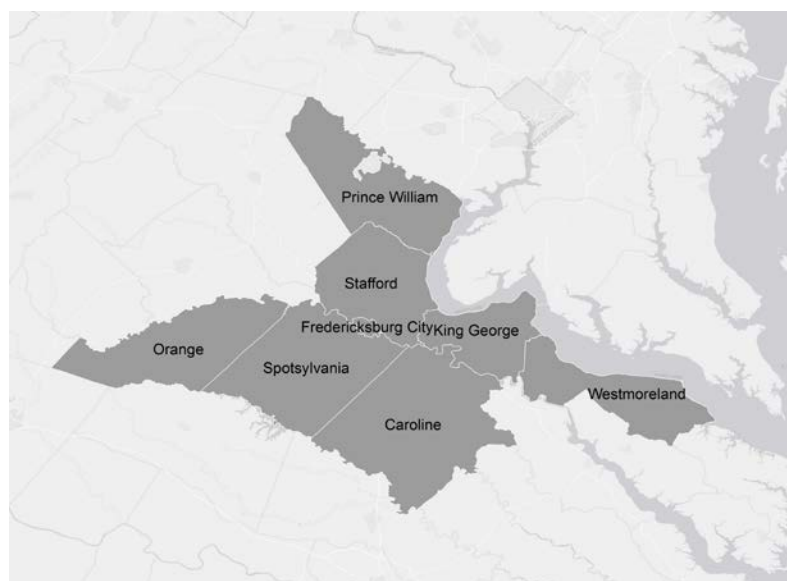 Prince William
Stafford
Fredericksburg City
King George
Orange
Spotsylvania
Westmoreland
Caroline